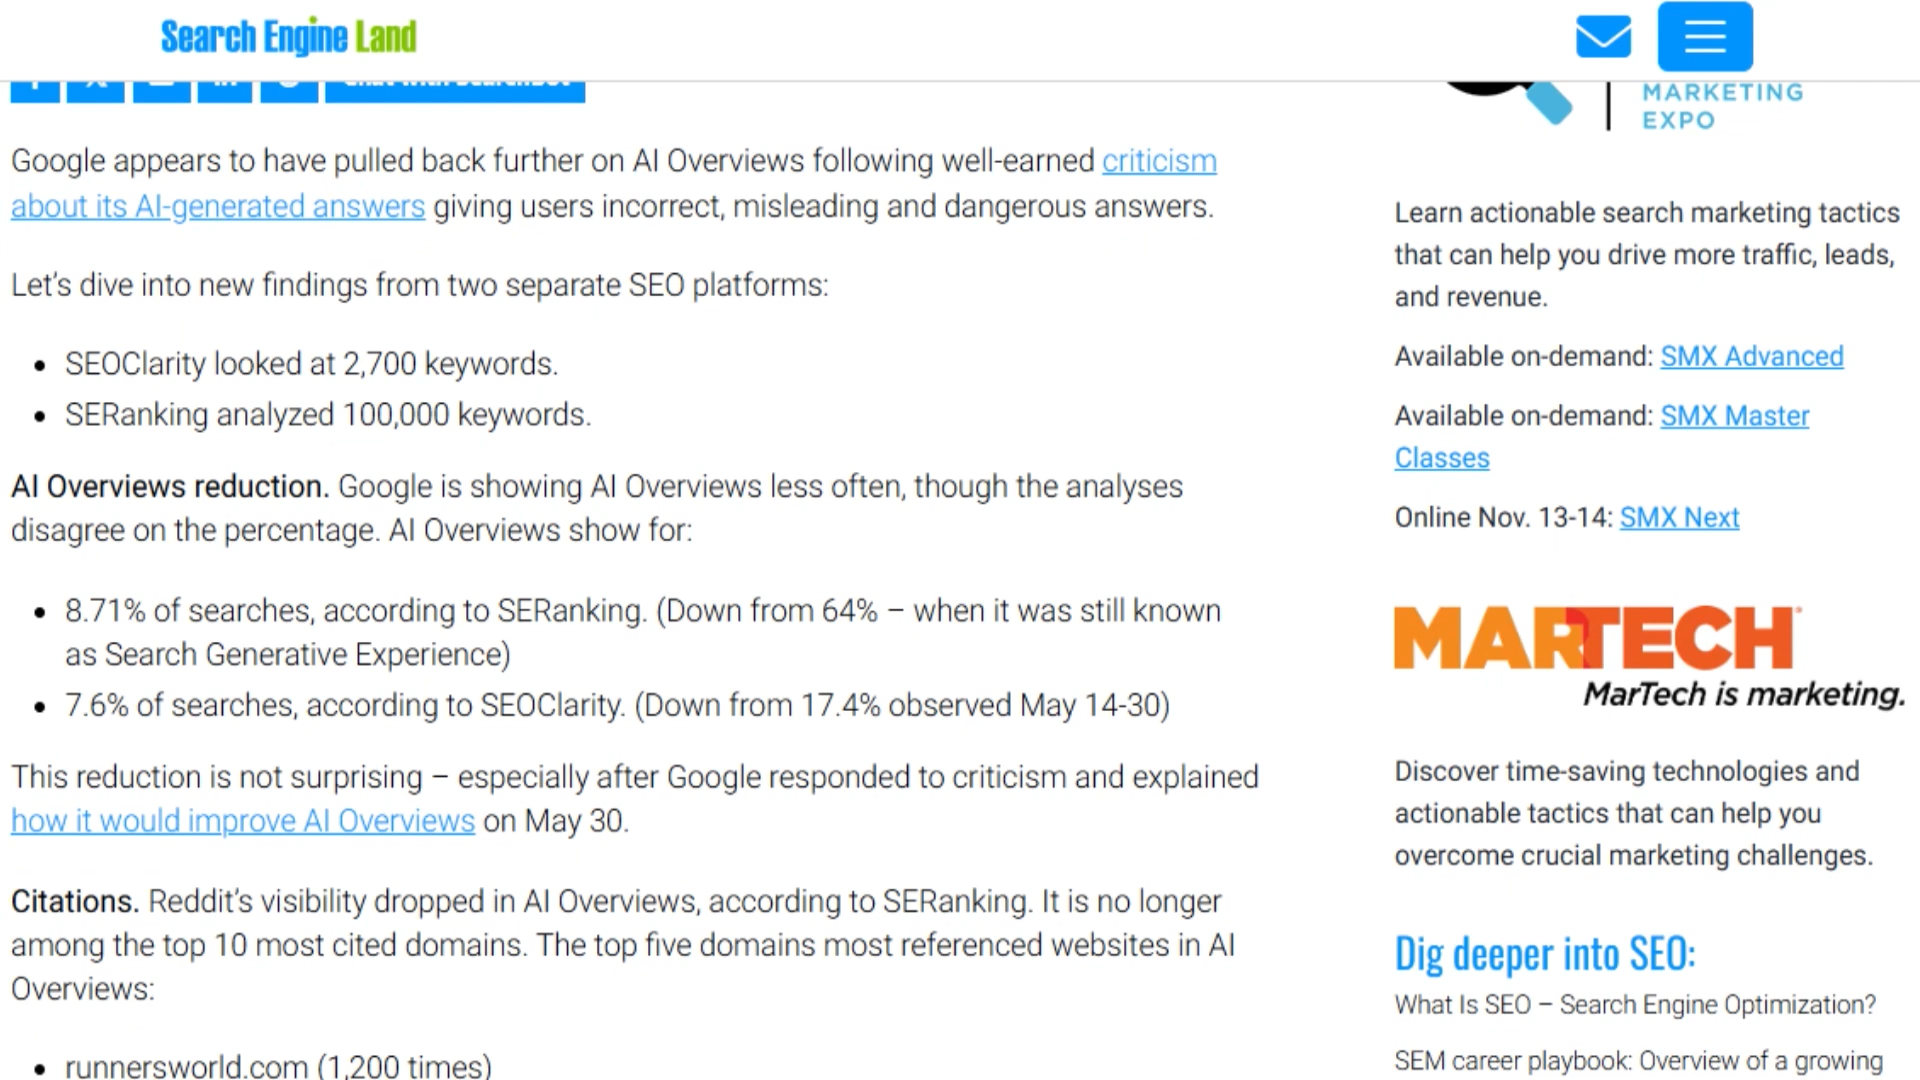 Search Engine Land
MARKETING
EXPO
Google appears to have pulled back further on AI Overviews following well-earned criticism
about its AI-generated answers giving users incorrect, misleading and dangerous answers.
Let's dive into new findings from two separate SEO platforms:
• SEOClarity looked at 2,700 keywords.
• SERanking analyzed 100,000 keywords.
AI Overviews reduction. Google is showing AI Overviews less often, though the analyses
disagree on the percentage. AI Overviews show for:
• 8.71% of searches, according to SERanking. (Down from 64% – when it was still known
as Search Generative Experience)
• 7.6% of searches, according to SEOClarity. (Down from 17.4% observed May 14-30)
This reduction is not surprising – especially after Google responded to criticism and explained
how it would improve AI Overviews on May 30.
Citations. Reddit's visibility dropped in AI Overviews, according to SERanking. It is no longer
among the top 10 most cited domains. The top five domains most referenced websites in AI
Overviews:
• runnersworld.com (1,200 times)
Learn actionable search marketing tactics
that can help you drive more traffic, leads,
and revenue.
Available on-demand: SMX Advanced
Available on-demand: SMX Master
Classes
Online Nov. 13-14: SMX Next
MARTECH
MarTech is marketing.
Discover time-saving technologies and
actionable tactics that can help you
overcome crucial marketing challenges.
Dig deeper into SEO:
What Is SEO – Search Engine Optimization?
SEM career playbook: Overview of a growing